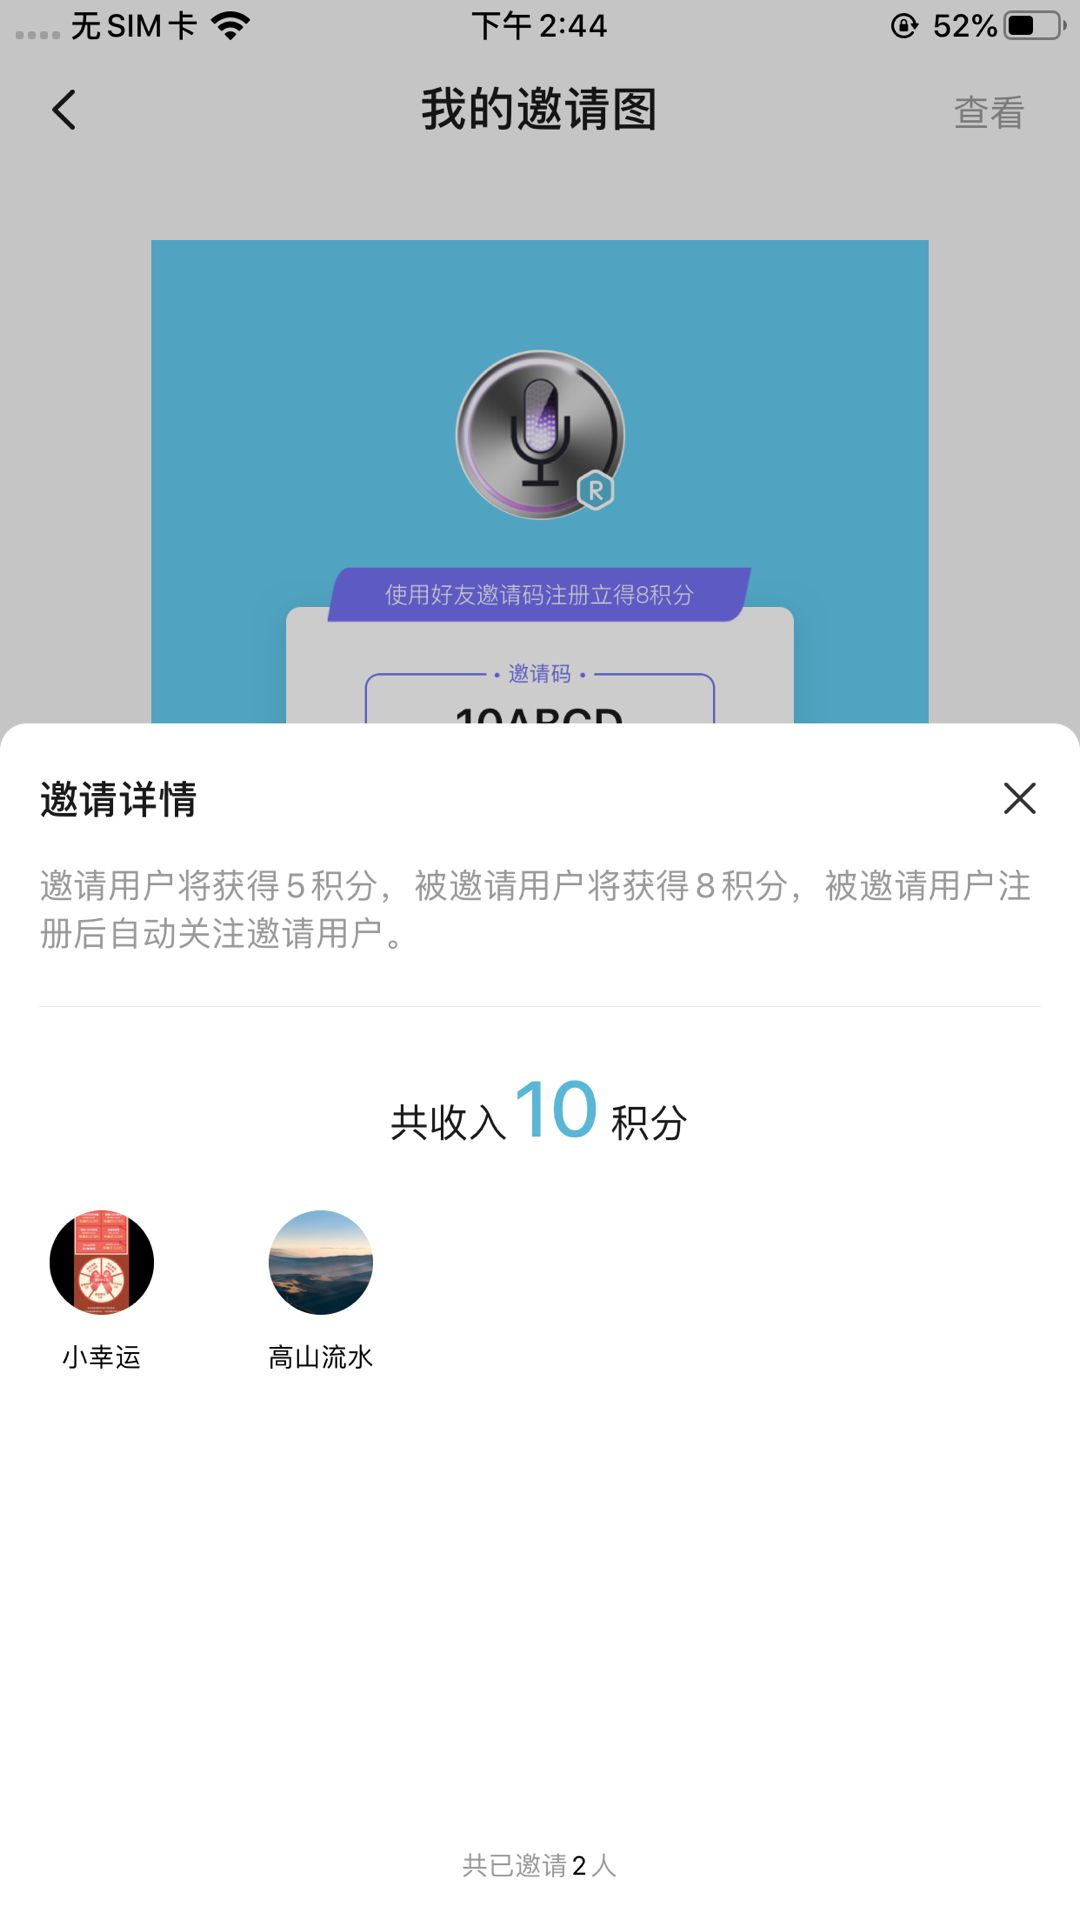 无SIM卡
下午2:44
52%
我的邀请图
查看
R
使用好友邀请码注册立得8积分
邀请码
10ABCD
邀请详情
邀请用户将获得5积分，被邀请用户将获得8积分，被邀请用户注
册后自动关注邀请用户。
共收入10积分
小幸运
高山流水
共已邀请2人